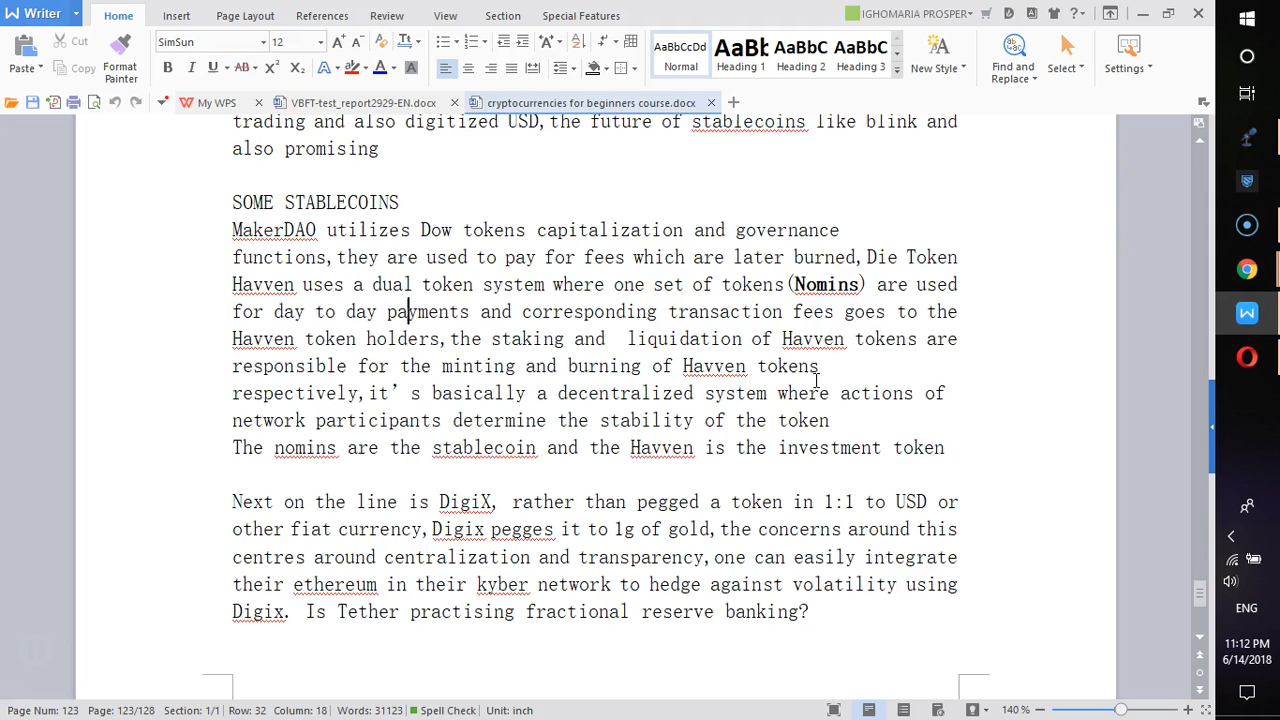 Writer
Home Insert Page Layout References Review View Section Special Features
IGHOMARIA PROSPER
Paste Cut Copy Format Painter
SimSun 12
AaBbCcDd Normal
AaBb Heading 1
AaBbC Heading 2
AaBbC Heading 3
New Style Find and Replace Select Settings
My WPS VBFT-test_report2929-EN.docx cryptocurrencies for beginners course.docx
trading and also digitized USD,the future of stablecoins like blink and
also promising
SOME STABLECOINS
MakerDAO utilizes Dow tokens capitalization and governance
functions,they are used to pay for fees which are later burned,Die Token
Havven uses a dual token system where one set of tokens(Nomins) are used
for day to day payments and corresponding transaction fees goes to the
Havven token holders,the staking and liquidation of Havven tokens are
responsible for the minting and burning of Havven tokens
respectively,it’s basically a decentralized system where actions of
network participants determine the stability of the token
The nomins are the stablecoin and the Havven is the investment token
Next on the line is DigiX, rather than pegged a token in 1:1 to USD or
other fiat currency,Digix pegges it to 1g of gold,the concerns around this
centres around centralization and transparency,one can easily integrate
their ethereum in their kyber network to hedge against volatility using
Digix. Is Tether practising fractional reserve banking?
ENG
11:12 PM
6/14/2018
Page Num: 123 Page: 123/128 Section: 1/1 Row: 32 Column: 18 Words: 31123 Spell Check Unit: inch 140 %